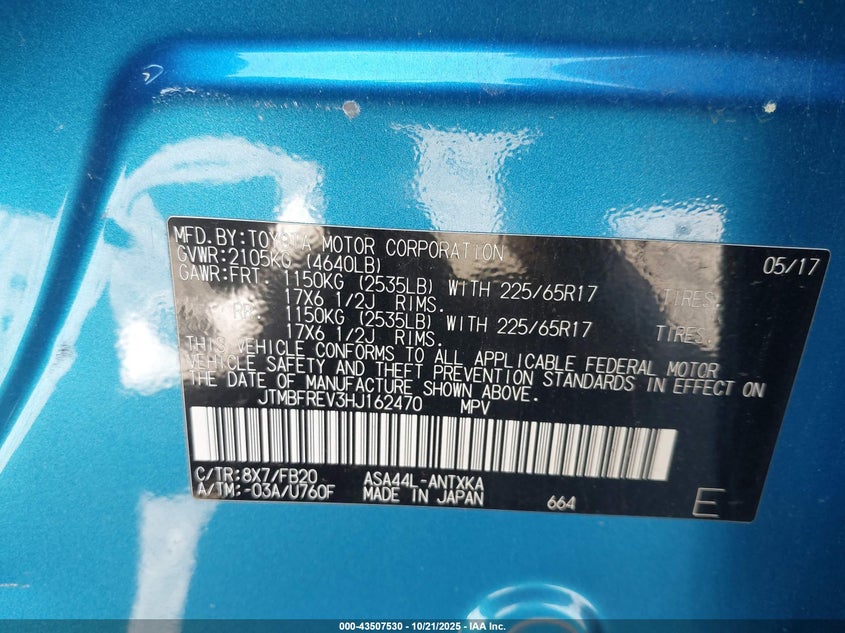 MFD.BY:TOYOTA MOTOR CORPORATION 05/17
GVWR:2105KG (4640LB)
GAWR:FRT 1150KG (2535LB) WITH 225/65R17 TIRES.
17X6 1/2J RIMS.
RR 1150KG (2535LB) WITH 225/65R17 TIRES.
17X6 1/2J RIMS.
THIS VEHICLE CONFORMS TO ALL APPLICABLE FEDERAL MOTOR
VEHICLE SAFETY AND THEFT PREVENTION STANDARDS IN EFFECT ON
THE DATE OF MANUFACTURE SHOWN ABOVE.
JTMBFREV3HJ162470 MPV
C/TR:8X7/FB20 ASA44L-ANTXKA
A/TM:-03A/U760F MADE IN JAPAN 664 E
000-43507530 - 10/21/2025 - IAA Inc.